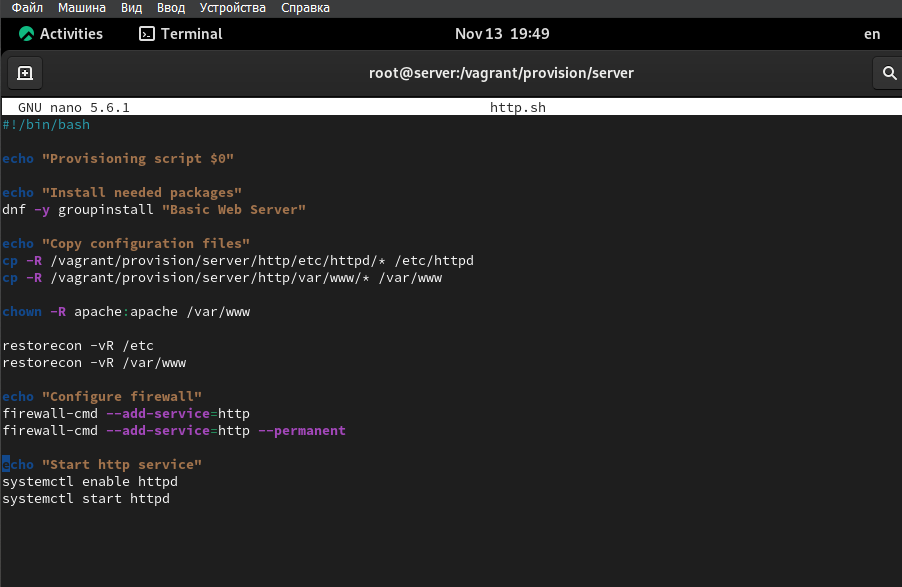 Файл Машина Вид Ввод Устройства Справка
Activities Terminal Nov 13 19:49 en
root@server:/vagrant/provision/server
GNU nano 5.6.1 http.sh
#!/bin/bash
echo "Provisioning script $0"
echo "Install needed packages"
dnf -y groupinstall "Basic Web Server"
echo "Copy configuration files"
cp -R /vagrant/provision/server/http/etc/httpd/* /etc/httpd
cp -R /vagrant/provision/server/http/var/www/* /var/www
chown -R apache:apache /var/www
restorecon -vR /etc
restorecon -vR /var/www
echo "Configure firewall"
firewall-cmd --add-service=http
firewall-cmd --add-service=http --permanent
echo "Start http service"
systemctl enable httpd
systemctl start httpd